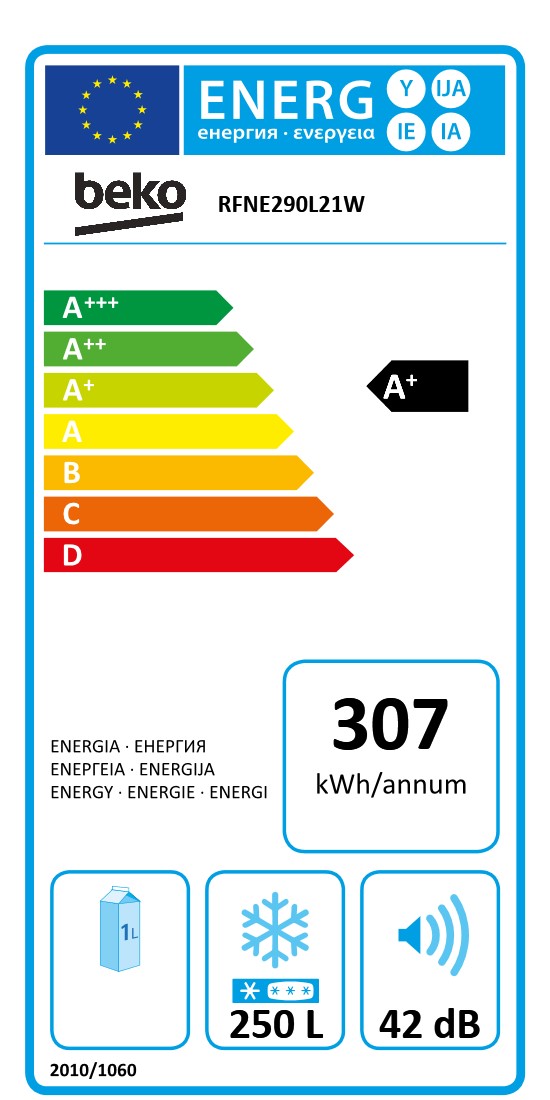 ENERG
енергия · ενεργεια
Y
IJA
IE
IA
beko
RFNE290L21W
A+++
A++
A+
A
B
C
D
A+
307
kWh/annum
ENERGIA · ЕНЕРГИЯ
ΕΝΕΡΓΕΙΑ · ENERGIJA
ENERGY · ENERGIE · ENERGI
1L
250 L
42 dB
2010/1060